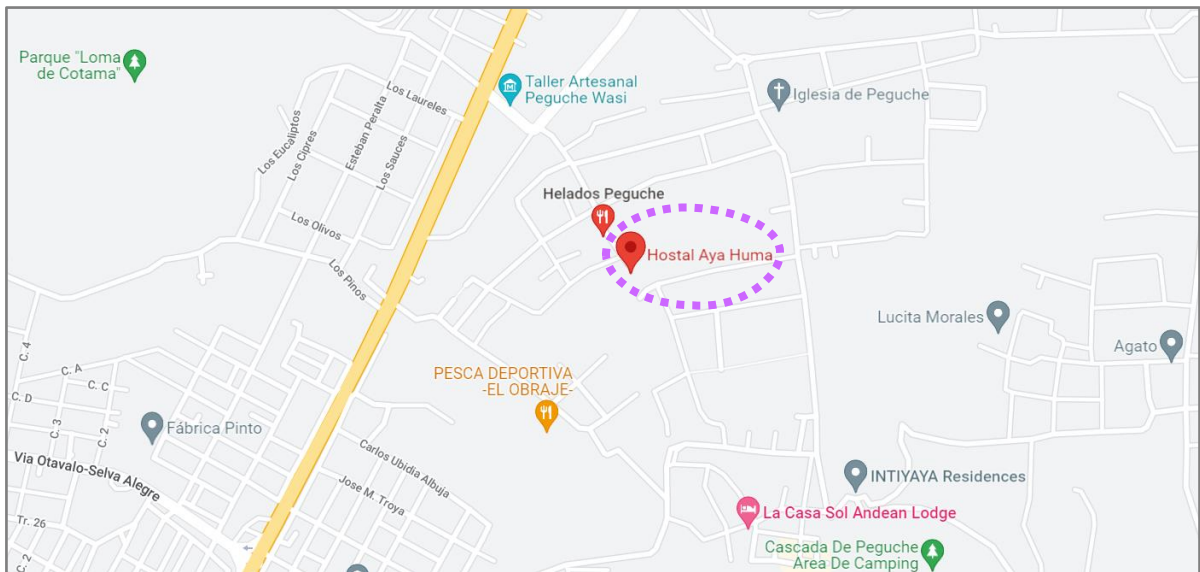 Parque "Loma
de Cotama"
Taller Artesanal
Peguche Wasi
Iglesia de Peguche
Los Laureles
Los Eucaliptos
Los Cipres
Esteban Peralta
Los Sauces
Helados Peguche
Los Olivos
Hostal Aya Huma
Los Pinos
Lucita Morales
Agato
C. 4
C. A
C. C
C. D
PESCA DEPORTIVA
-EL OBRAJE-
C. 3
C. 2
Fábrica Pinto
Carlos Ubidia Albuja
Via Otavalo-Selva Alegre
Jose M. Troya
INTIYAYA Residences
La Casa Sol Andean Lodge
Tr. 26
C. 2
Cascada De Peguche
Area De Camping